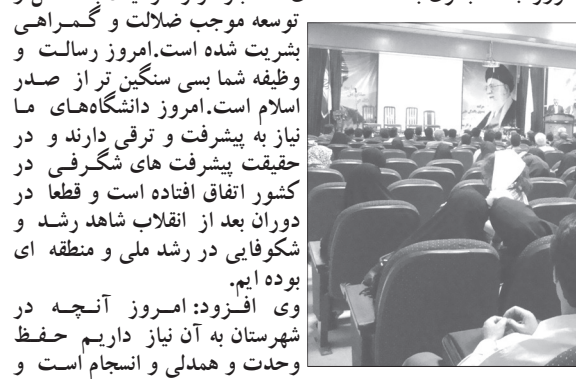 توسعه موجب ضلالت و گمراهی
بشریت شده است.امروز رسالت و
وظیفه شما بسی سنگین تر از صدر
اسلام است.امروز دانشگاه‌های ما
نیاز به پیشرفت و ترقی دارند و در
حقیقت پیشرفت های شگرفی در
کشور اتفاق افتاده است و قطعا در
دوران بعد از انقلاب شاهد رشد و
شکوفایی در رشد ملی و منطقه ای
بوده ایم.
وی افزود: امروز آنچه در
شهرستان به آن نیاز داریم حفظ
وحدت و همدلی و انسجام است و